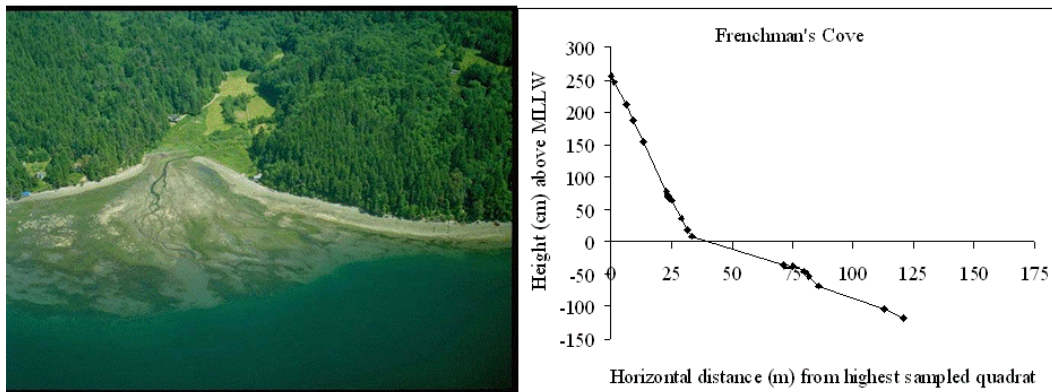 Frenchman's Cove
Height (cm) above MLLW
300
250
200
150
100
50
0
-50
-100
-150
0 25 50 75 100 125 150 175
Horizontal distance (m) from highest sampled quadrat